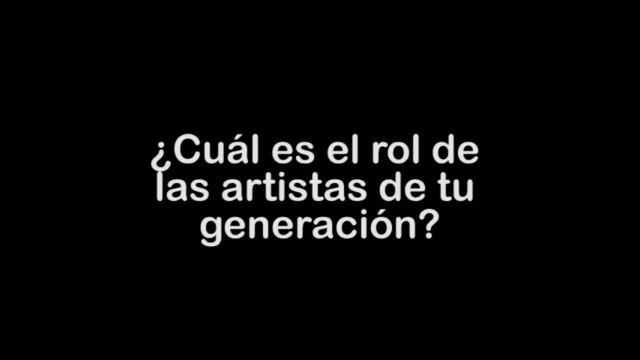 ¿Cuál es el rol de
las artistas de tu
generación?